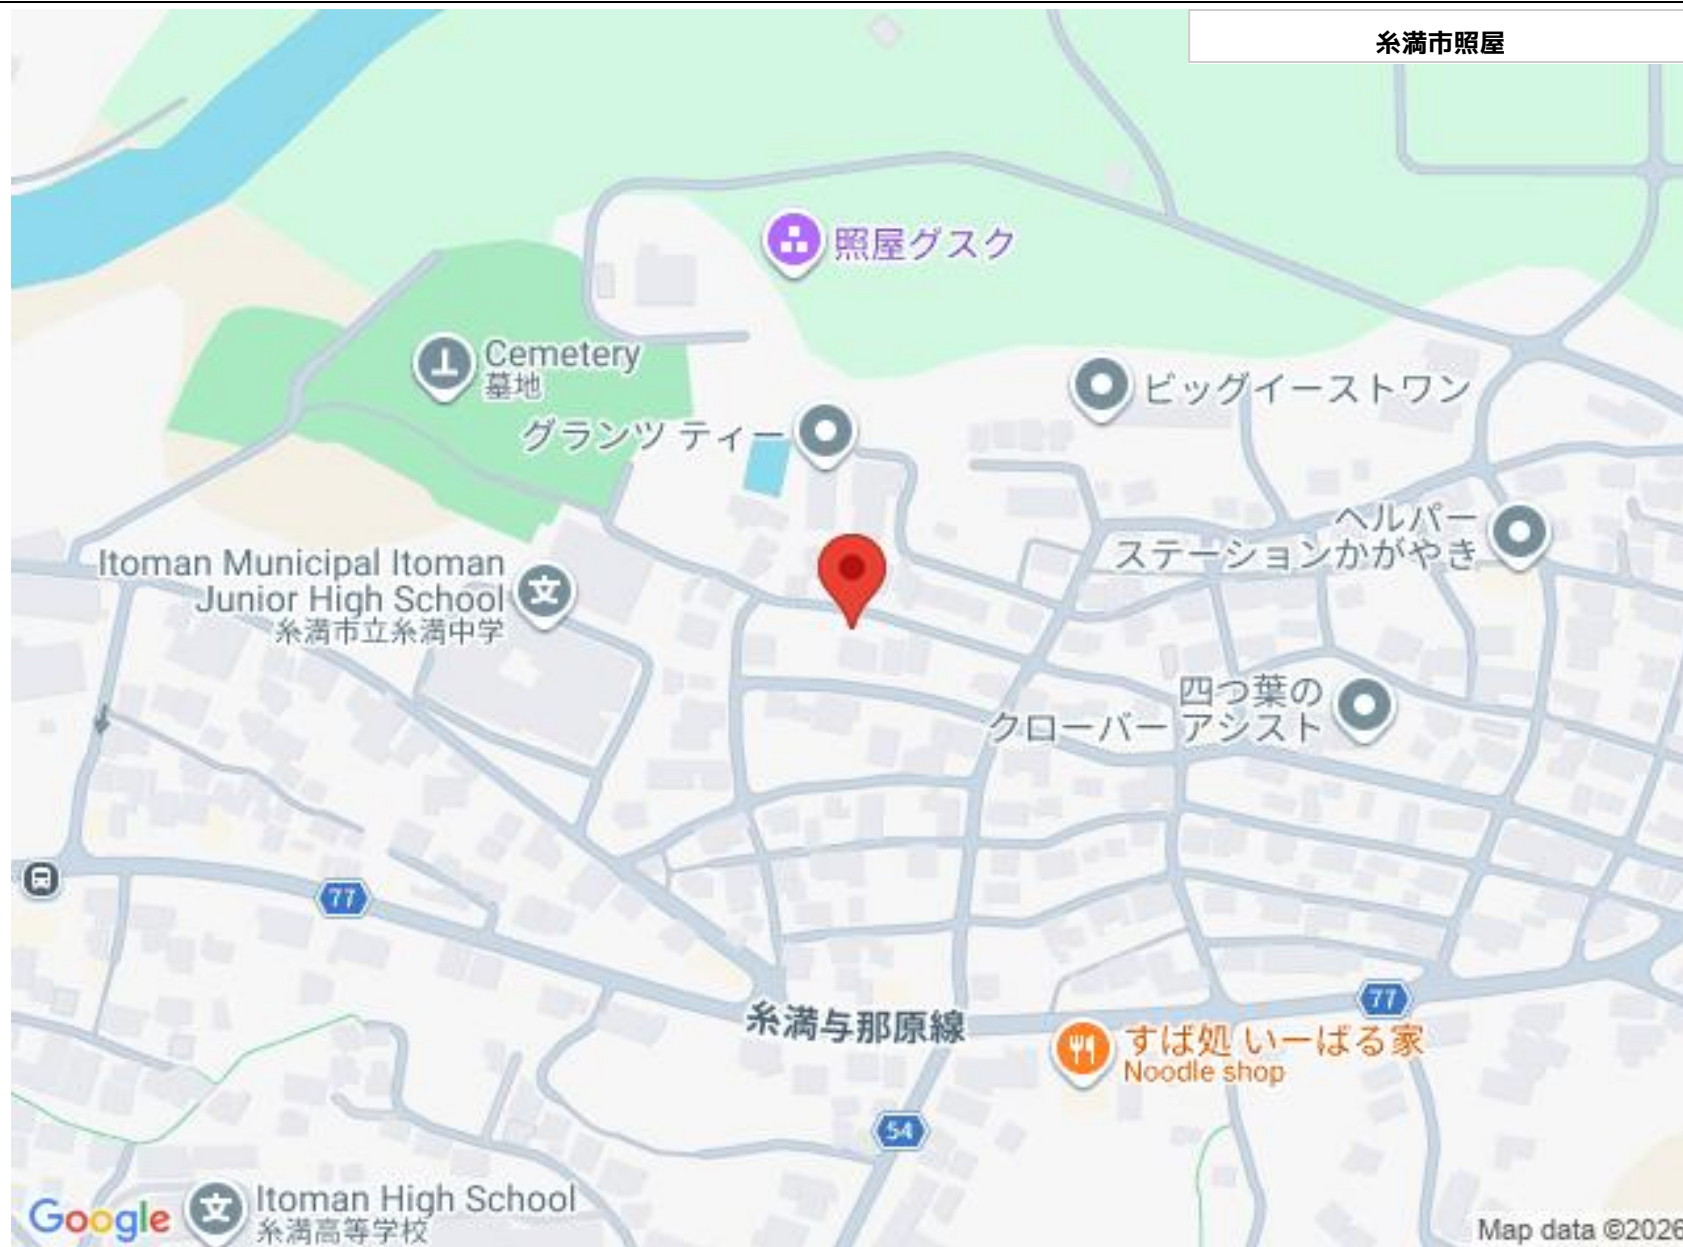 糸満市照屋
照屋グスク
Cemetery
墓地
ビッグイーストワン
グランツ ティー
ヘルパー
ステーションかがやき
Itoman Municipal Itoman
Junior High School
糸満市立糸満中学
四つ葉の
クローバー アシスト
77
77
糸満与那原線
すば処 いーばる家
Noodle shop
54
Itoman High School
糸満高等学校
Google
Map data ©2026